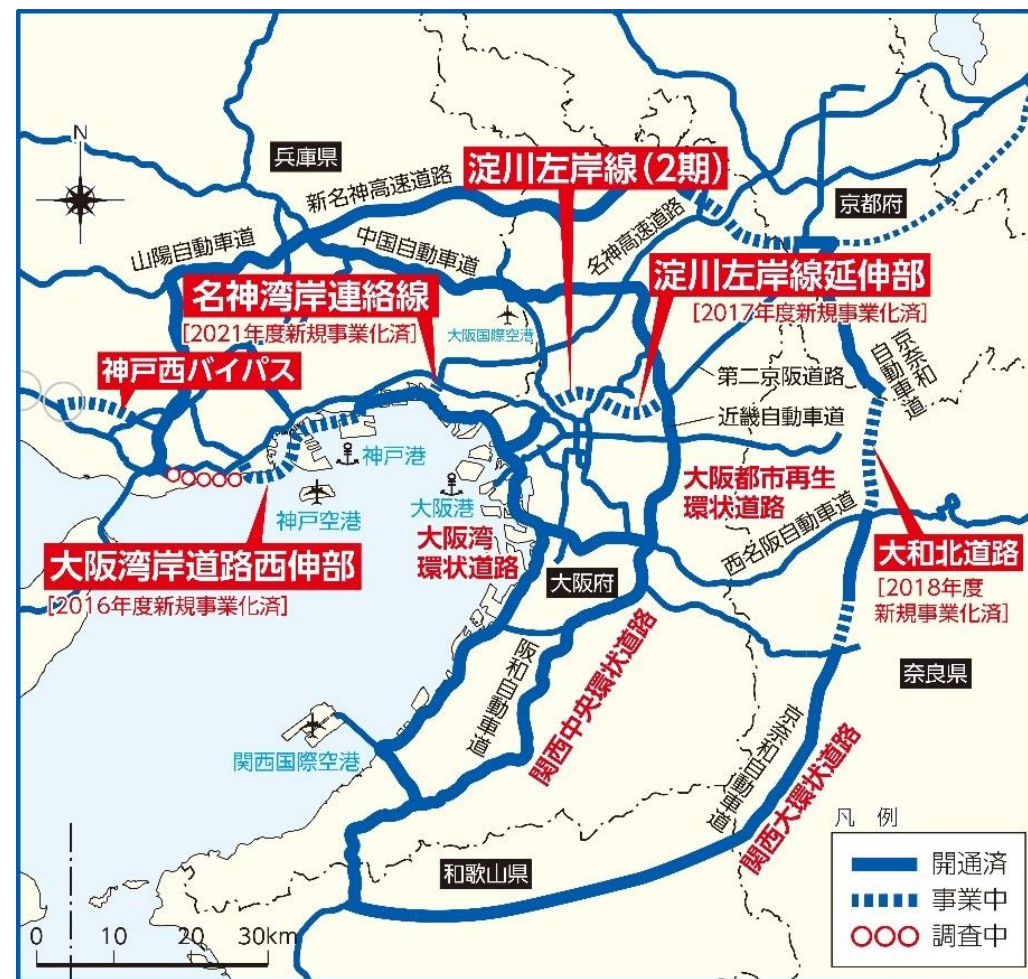 N
兵庫県
新名神高速道路
淀川左岸線(2期)
京都府
山陽自動車道
中国自動車道
名神高速道路
名神湾岸連絡線
[2021年度新規事業化済]
大阪国際空港
淀川左岸線延伸部
[2017年度新規事業化済]
神戸西バイパス
第二京阪道路
京奈和
自動車道
近畿自動車道
神戸港
神戸空港
大阪港
大阪湾
環状道路
大阪都市再生
環状道路
西名阪自動車道
大阪湾岸道路西伸部
[2016年度新規事業化済]
大阪府
大和北道路
[2018年度
新規事業化済]
奈良県
阪和自動車道
関西中央環状道路
京奈和自動車道
関西大環状道路
関西国際空港
和歌山県
凡 例
開通済
事業中
調査中
0 10 20 30km